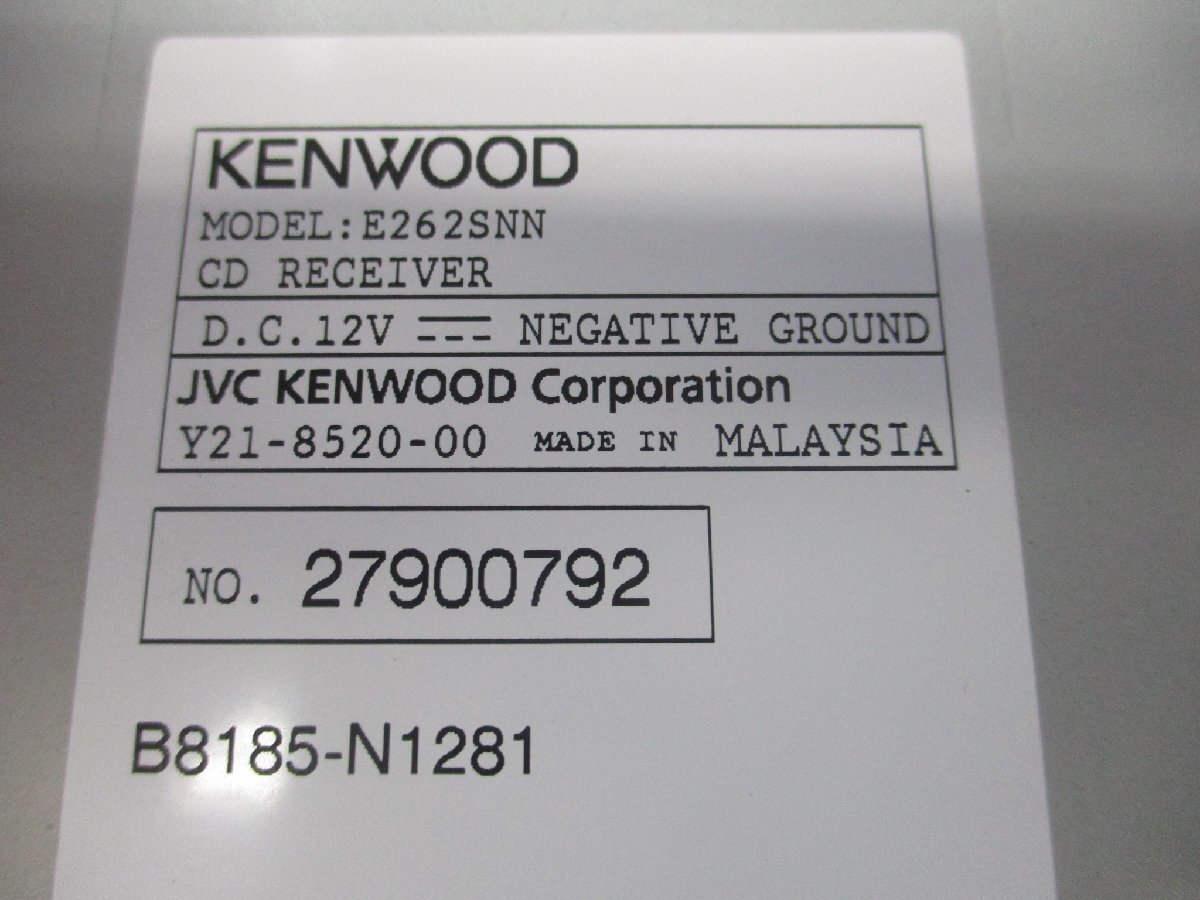 KENWOOD
MODEL:E262SNN
CD RECEIVER
D.C.12V ⎓ NEGATIVE GROUND
JVC KENWOOD Corporation
Y21-8520-00 MADE IN MALAYSIA
NO. 27900792
B8185-N1281